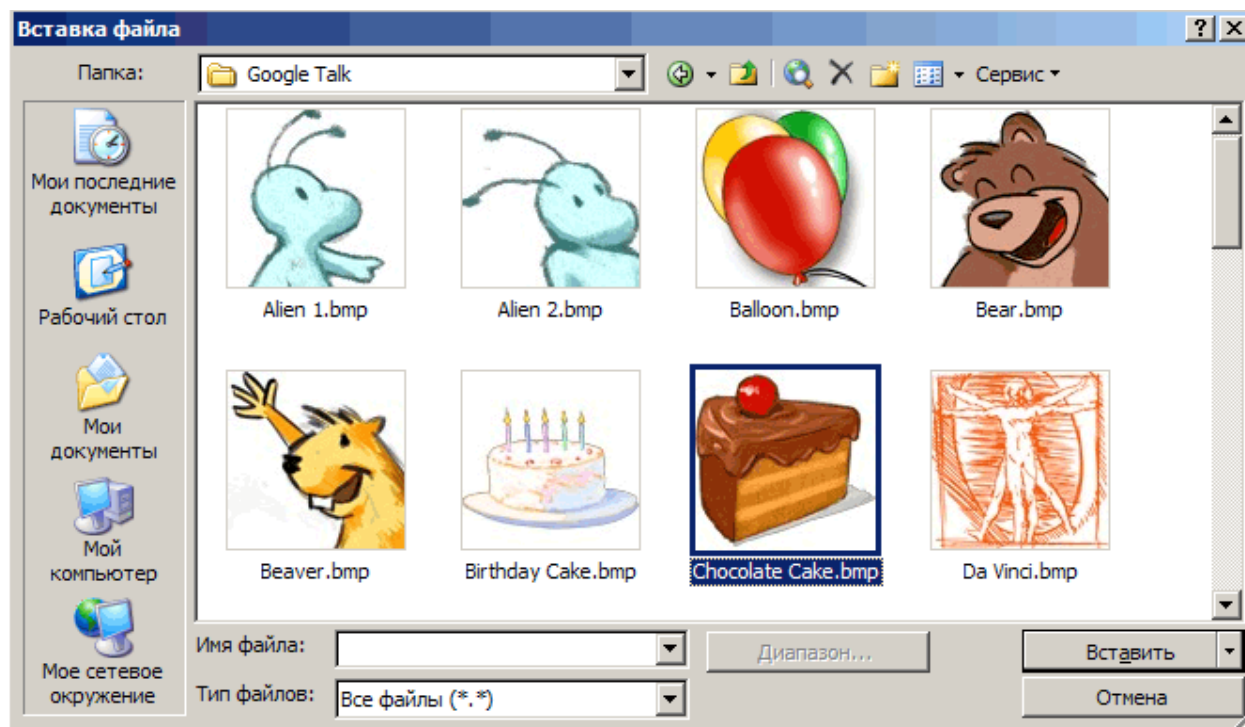 Вставка файла
Папка:
Google Talk
Сервис
Мои последние
документы
Рабочий стол
Мои
документы
Мой
компьютер
Мое сетевое
окружение
Alien 1.bmp
Alien 2.bmp
Balloon.bmp
Bear.bmp
Beaver.bmp
Birthday Cake.bmp
Chocolate Cake.bmp
Da Vinci.bmp
Имя файла:
Диапазон...
Вставить
Тип файлов:
Все файлы (*.*)
Отмена